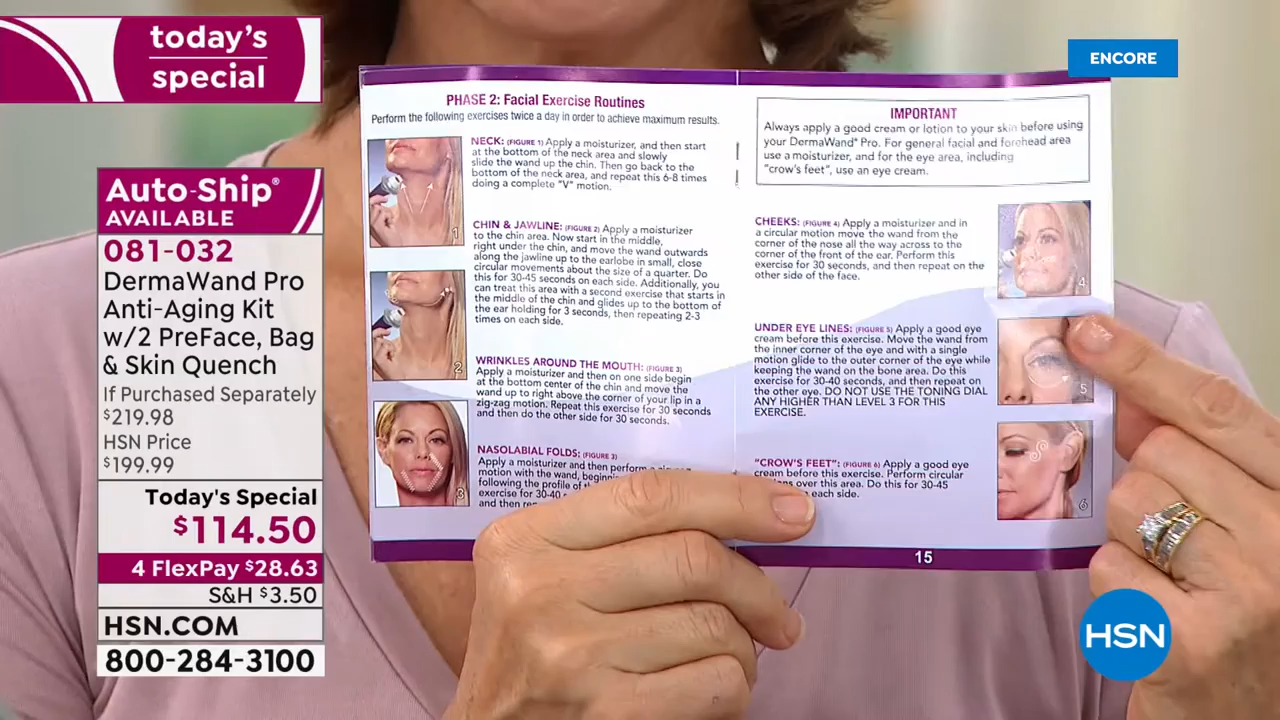 today's
special
ENCORE
Auto-Ship®
AVAILABLE
081-032
DermaWand Pro
Anti-Aging Kit
w/2 PreFace, Bag
& Skin Quench
If Purchased Separately
$219.98
HSN Price
$199.99
Today's Special
$114.50
4 FlexPay $28.63
S&H $3.50
HSN.COM
800-284-3100
PHASE 2: Facial Exercise Routines
Perform the following exercises twice a day in order to achieve maximum results.
NECK: (FIGURE 1) Apply a moisturizer, and then start
at the bottom of the neck area and slowly
slide the wand up the chin. Then go back to the
bottom of the neck area, and repeat this 6-8 times
doing a complete "V" motion.
1
CHIN & JAWLINE: (FIGURE 2) Apply a moisturizer
to the chin area. Now start in the middle,
right under the chin, and move the wand outwards
along the jawline up to the earlobe in small, close
circular movements about the size of a quarter. Do
this for 30-45 seconds on each side. Additionally, you
can treat this area with a second exercise that starts in
the middle of the chin and glides up to the bottom of
the ear holding for 3 seconds, then repeating 2-3
times on each side.
2
WRINKLES AROUND THE MOUTH: (FIGURE 3)
Apply a moisturizer and then on one side begin
at the bottom center of the chin and move the
wand up to right above the corner of your lip in a
zig-zag motion. Repeat this exercise for 30 seconds
and then do the other side for 30 seconds.
3
NASOLABIAL FOLDS: (FIGURE 3)
Apply a moisturizer and then perform a
motion with the wand,
following the profile of
exercise for 30-40
and then
IMPORTANT
Always apply a good cream or lotion to your skin before using
your DermaWand® Pro. For general facial and forehead area
use a moisturizer, and for the eye area, including
"crow's feet", use an eye cream.
CHEEKS: (FIGURE 4) Apply a moisturizer and in
a circular motion move the wand from the
corner of the nose all the way across to the
corner of the front of the ear. Perform this
exercise for 30 seconds, and then repeat on the
other side of the face.
4
UNDER EYE LINES: (FIGURE 5) Apply a good eye
cream before this exercise. Move the wand from
the inner corner of the eye and with a single
motion glide to the outer corner of the eye while
keeping the wand on the bone area. Do this
exercise for 30-40 seconds, and then repeat on
the other eye. DO NOT USE THE TONING DIAL
ANY HIGHER THAN LEVEL 3 FOR THIS
EXERCISE.
5
"CROW'S FEET": (FIGURE 6) Apply a good eye
cream before this exercise. Perform circular
over this area. Do this for 30-45
each side.
6
15
HSN